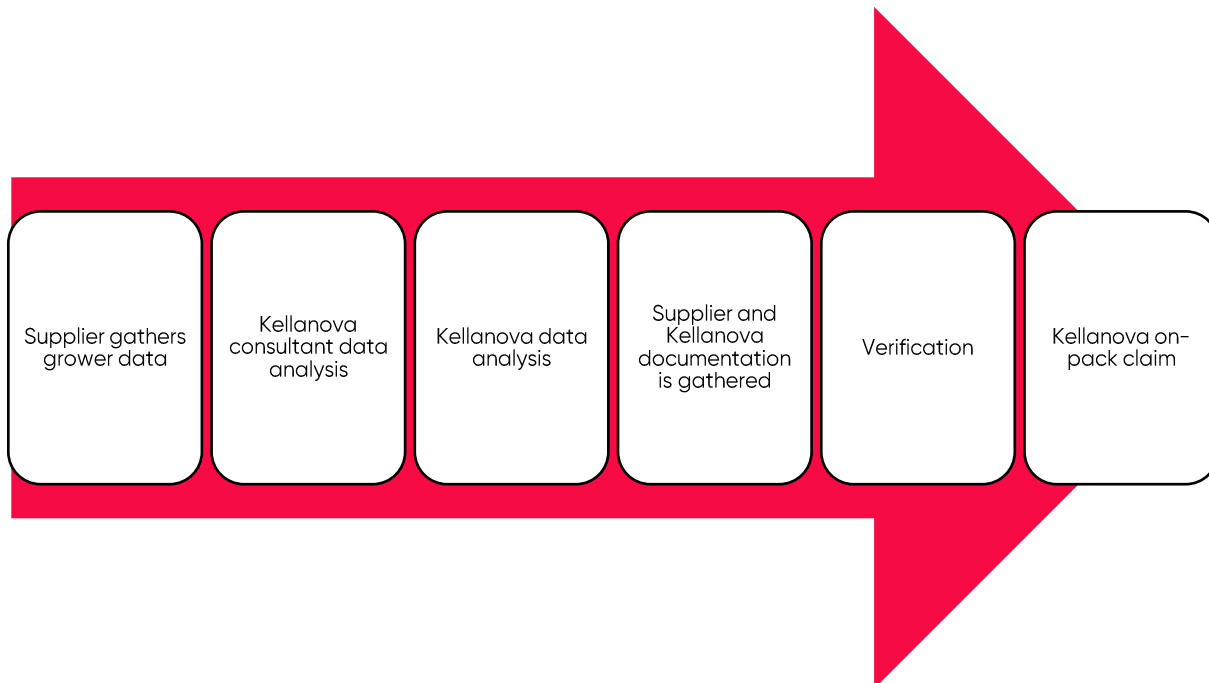 Supplier gathers
grower data
Kellanova
consultant data
analysis
Kellanova data
analysis
Supplier and
Kellanova
documentation
is gathered
Verification
Kellanova on-
pack claim